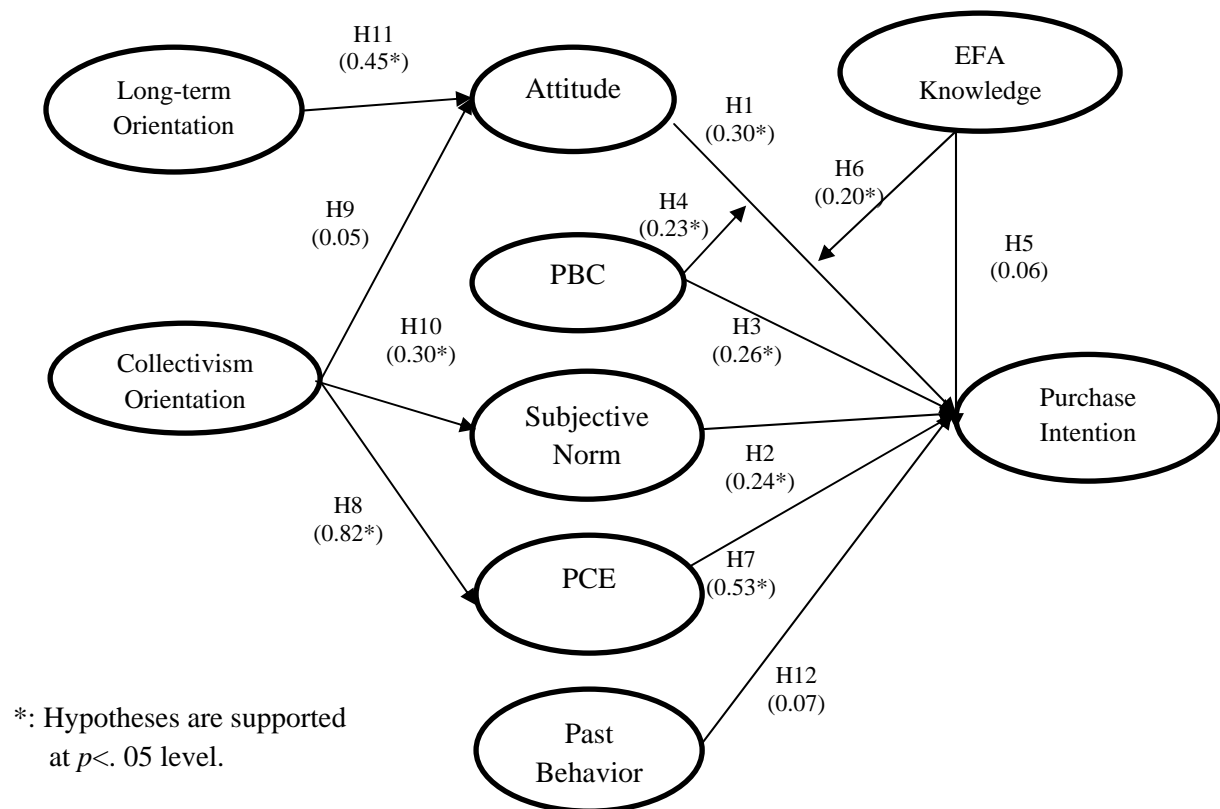 H11
(0.45*)
Long-term
Orientation
Attitude
EFA
Knowledge
H1
(0.30*)
H6
(0.20*)
H9
(0.05)
H4
(0.23*)
PBC
H5
(0.06)
H10
(0.30*)
H3
(0.26*)
Collectivism
Orientation
Subjective
Norm
Purchase
Intention
H2
(0.24*)
H8
(0.82*)
PCE
H7
(0.53*)
H12
(0.07)
Past
Behavior
*: Hypotheses are supported
at p<. 05 level.